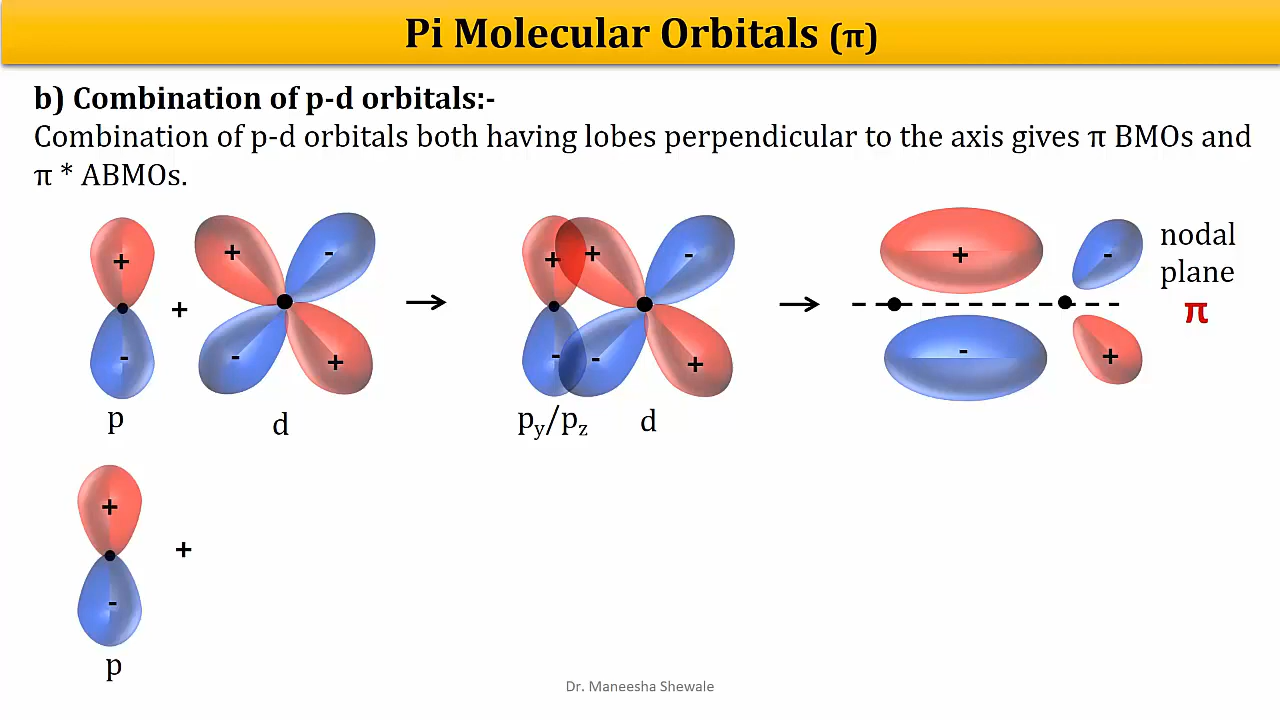 Pi Molecular Orbitals (π)
b) Combination of p-d orbitals:-
Combination of p-d orbitals both having lobes perpendicular to the axis gives π BMOs and
π * ABMOs.
+ + - + + - + - nodal
plane
π
+ →  →
- - + - - + - +
p d py/pz d
+
+
-
p
Dr. Maneesha Shewale